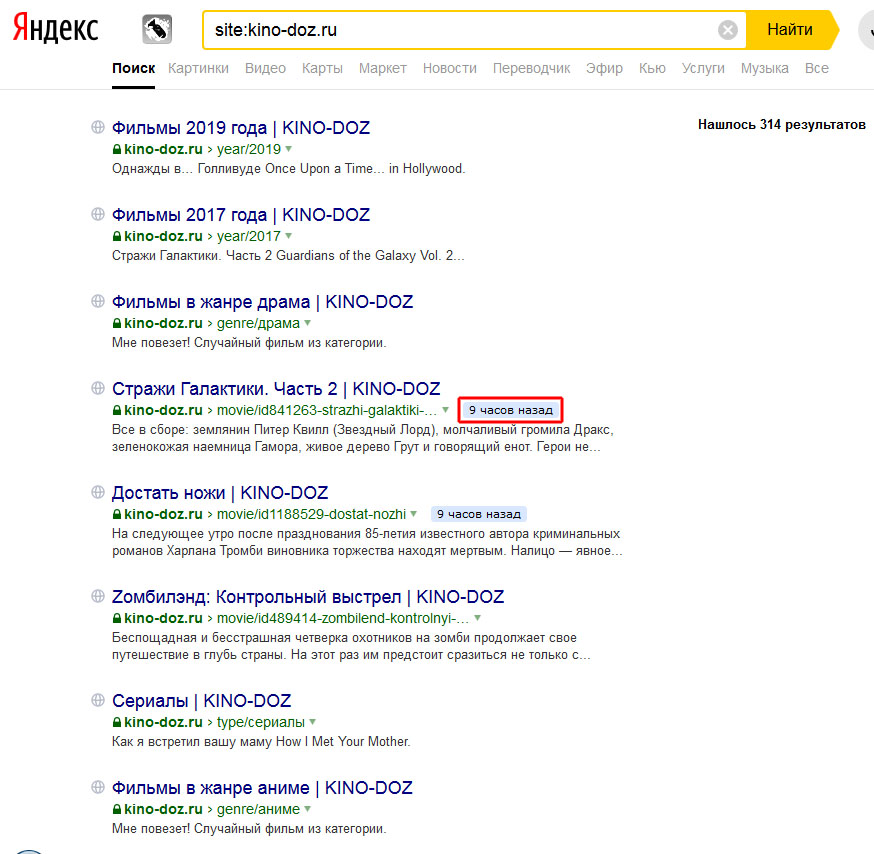 Яндекс
site:kino-doz.ru
Найти
Поиск Картинки Видео Карты Маркет Новости Переводчик Эфир Кью Услуги Музыка Все
Нашлось 314 результатов
Фильмы 2019 года | KINO-DOZ
kino-doz.ru › year/2019
Однажды в... Голливуде Once Upon a Time... in Hollywood.
Фильмы 2017 года | KINO-DOZ
kino-doz.ru › year/2017
Стражи Галактики. Часть 2 Guardians of the Galaxy Vol. 2...
Фильмы в жанре драма | KINO-DOZ
kino-doz.ru › genre/драма
Мне повезет! Случайный фильм из категории.
Стражи Галактики. Часть 2 | KINO-DOZ
kino-doz.ru › movie/id841263-strazhi-galaktiki-... 9 часов назад
Все в сборе: землянин Питер Квилл (Звездный Лорд), молчаливый громила Дракс,
зеленокожая наемница Гамора, живое дерево Грут и говорящий енот. Герои не...
Достать ножи | KINO-DOZ
kino-doz.ru › movie/id1188529-dostat-nozhi 9 часов назад
На следующее утро после празднования 85-летия известного автора криминальных
романов Харлана Тромби виновника торжества находят мертвым. Налицо — явное...
Zомбилэнд: Контрольный выстрел | KINO-DOZ
kino-doz.ru › movie/id489414-zombilend-kontrolnyi-...
Беспощадная и бесстрашная четверка охотников на зомби продолжает свое
путешествие в глубь страны. На этот раз им предстоит сразиться не только с...
Сериалы | KINO-DOZ
kino-doz.ru › type/сериалы
Как я встретил вашу маму How I Met Your Mother.
Фильмы в жанре аниме | KINO-DOZ
kino-doz.ru › genre/аниме
Мне повезет! Случайный фильм из категории.